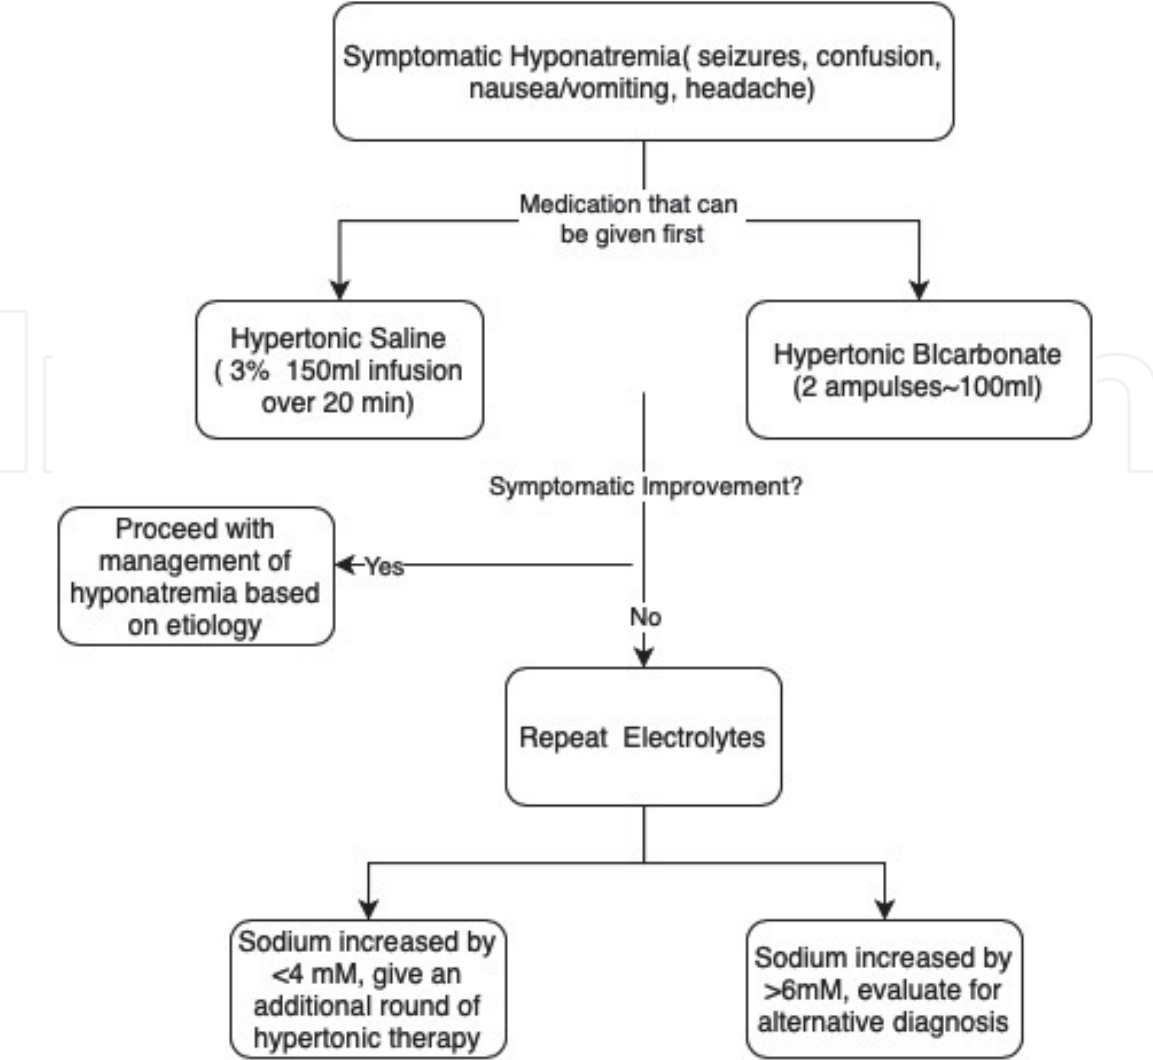 Symptomatic Hyponatremia( seizures, confusion,
nausea/vomiting, headache)
Medication that can
be given first
Hypertonic Saline
( 3% 150ml infusion
over 20 min)
Hypertonic BIcarbonate
(2 ampulses~100ml)
Symptomatic Improvement?
Proceed with
management of
hyponatremia based
on etiology
Yes
No
Repeat Electrolytes
Sodium increased by
<4 mM, give an
additional round of
hypertonic therapy
Sodium increased by
>6mM, evaluate for
alternative diagnosis